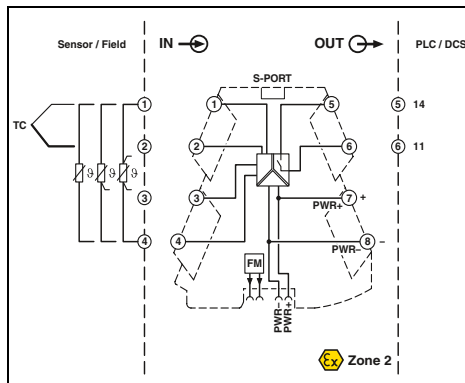 Sensor / Field
IN
OUT
PLC / DCS
S-PORT
TC
1
1
5
5 14
2
2
6
6 11
ϑ ϑ ϑ
3
3
7 +
PWR+
4
4
8 –
PWR–
FM
PWR–
PWR+
Ex Zone 2